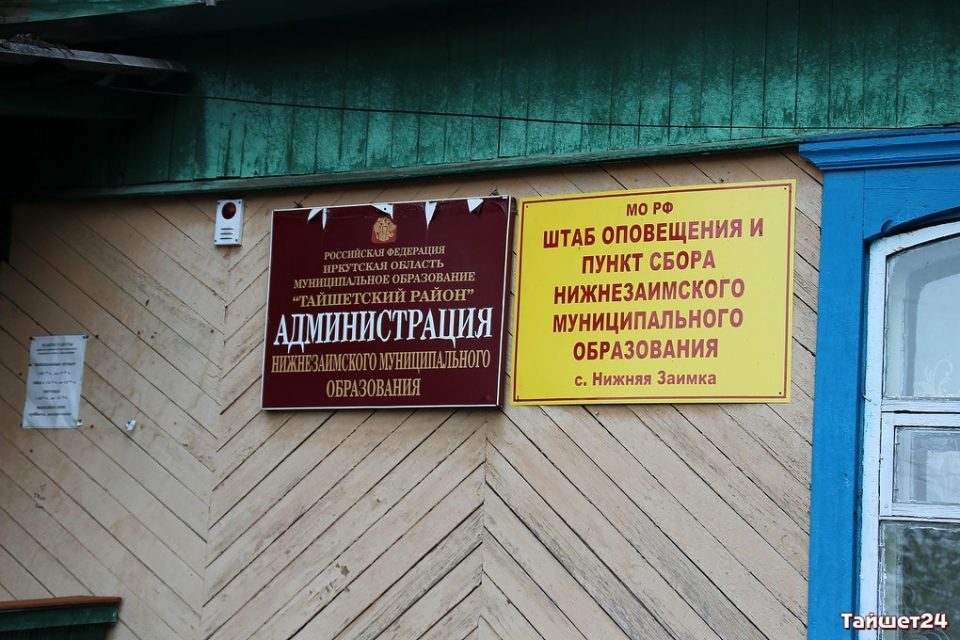 РОССИЙСКАЯ ФЕДЕРАЦИЯ
ИРКУТСКАЯ ОБЛАСТЬ
МУНИЦИПАЛЬНОЕ ОБРАЗОВАНИЕ
"ТАЙШЕТСКИЙ РАЙОН"
АДМИНИСТРАЦИЯ
НИЖНЕЗАИМСКОГО МУНИЦИПАЛЬНОГО
ОБРАЗОВАНИЯ
МО РФ
ШТАБ ОПОВЕЩЕНИЯ И
ПУНКТ СБОРА
НИЖНЕЗАИМСКОГО
МУНИЦИПАЛЬНОГО
ОБРАЗОВАНИЯ
с. Нижняя Заимка
Тайшет24